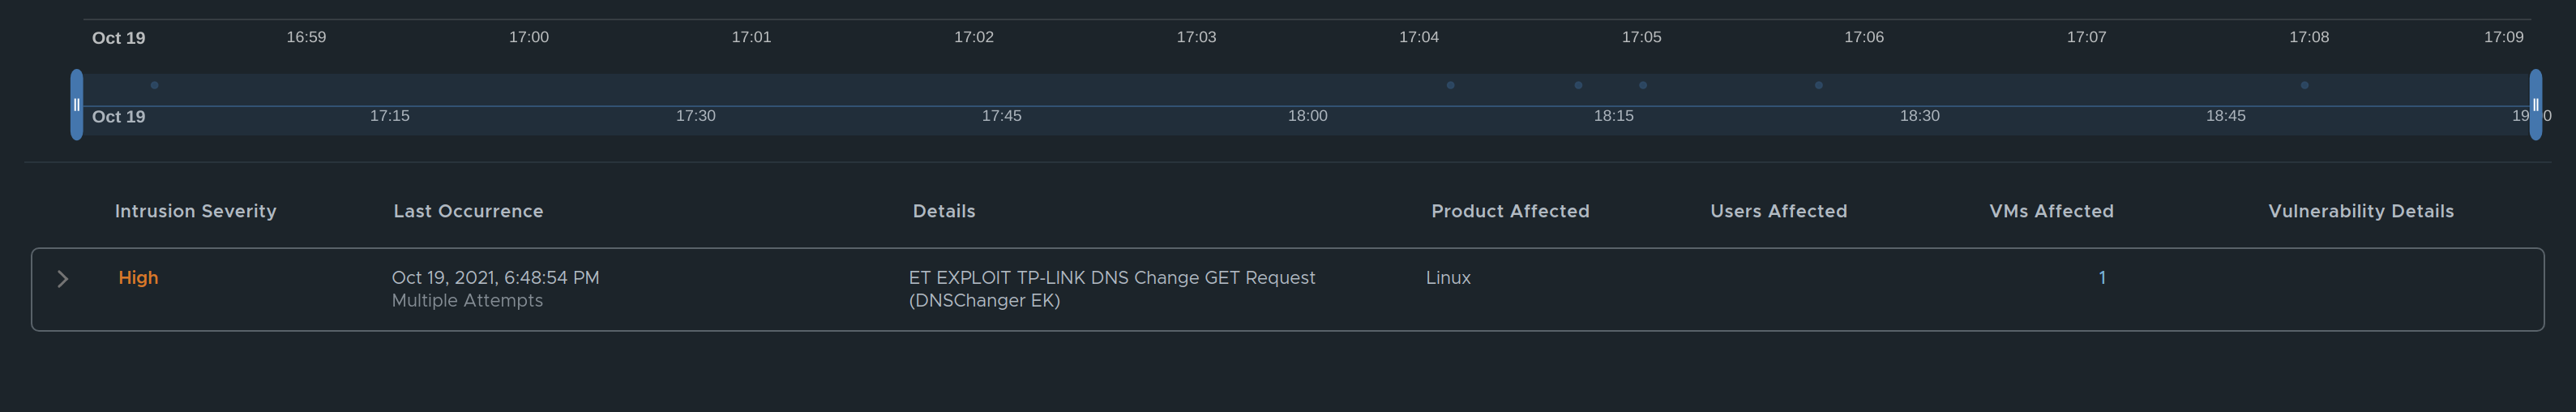 Oct 19 16:59 17:00 17:01 17:02 17:03 17:04 17:05 17:06 17:07 17:08 17:09
Oct 19 17:15 17:30 17:45 18:00 18:15 18:30 18:45
Intrusion Severity Last Occurrence Details Product Affected Users Affected VMs Affected Vulnerability Details
High Oct 19, 2021, 6:48:54 PM ET EXPLOIT TP-LINK DNS Change GET Request Linux 1
Multiple Attempts (DNSChanger EK)